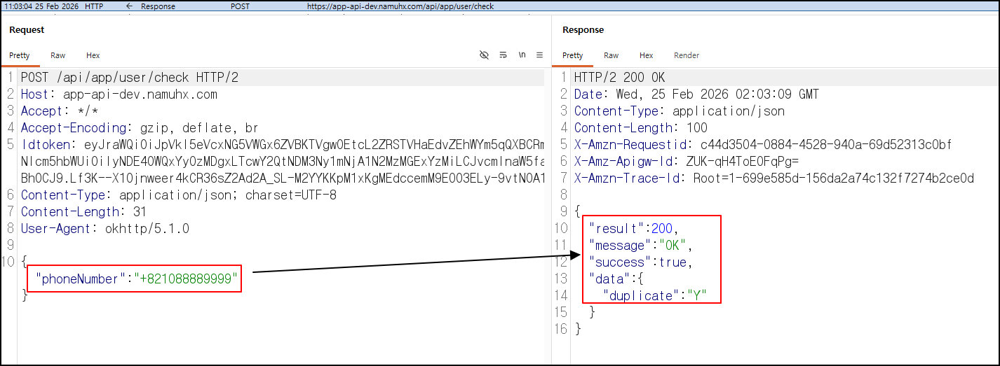 11:03:04 25 Feb 2026 HTTP ← Response POST https://app-api-dev.namuhx.com/api/app/user/check
Request
Pretty Raw Hex \n
1 POST /api/app/user/check HTTP/2
2 Host: app-api-dev.namuhx.com
3 Accept: */*
4 Accept-Encoding: gzip, deflate, br
5 Idtoken:
6 Content-Type: application/json; charset=UTF-8
7 Content-Length: 31
8 User-Agent: okhttp/5.1.0
9
10 {
"phoneNumber":"+821088889999"
}
Response
Pretty Raw Hex Render
1 HTTP/2 200 OK
2 Date: Wed, 25 Feb 2026 02:03:09 GMT
3 Content-Type: application/json
4 Content-Length: 100
5 X-Amzn-Requestid: c44d3504-0884-4528-940a-69d52313c0bf
6 X-Amz-Apigw-Id: ZUK-qH4ToE0FqPg=
7 X-Amzn-Trace-Id: Root=1-699e585d-156da2a74c132f7274b2ce0d
8
9 {
10 "result":200,
11 "message":"OK",
12 "success":true,
13 "data":{
14 "duplicate":"Y"
15 }
16 }